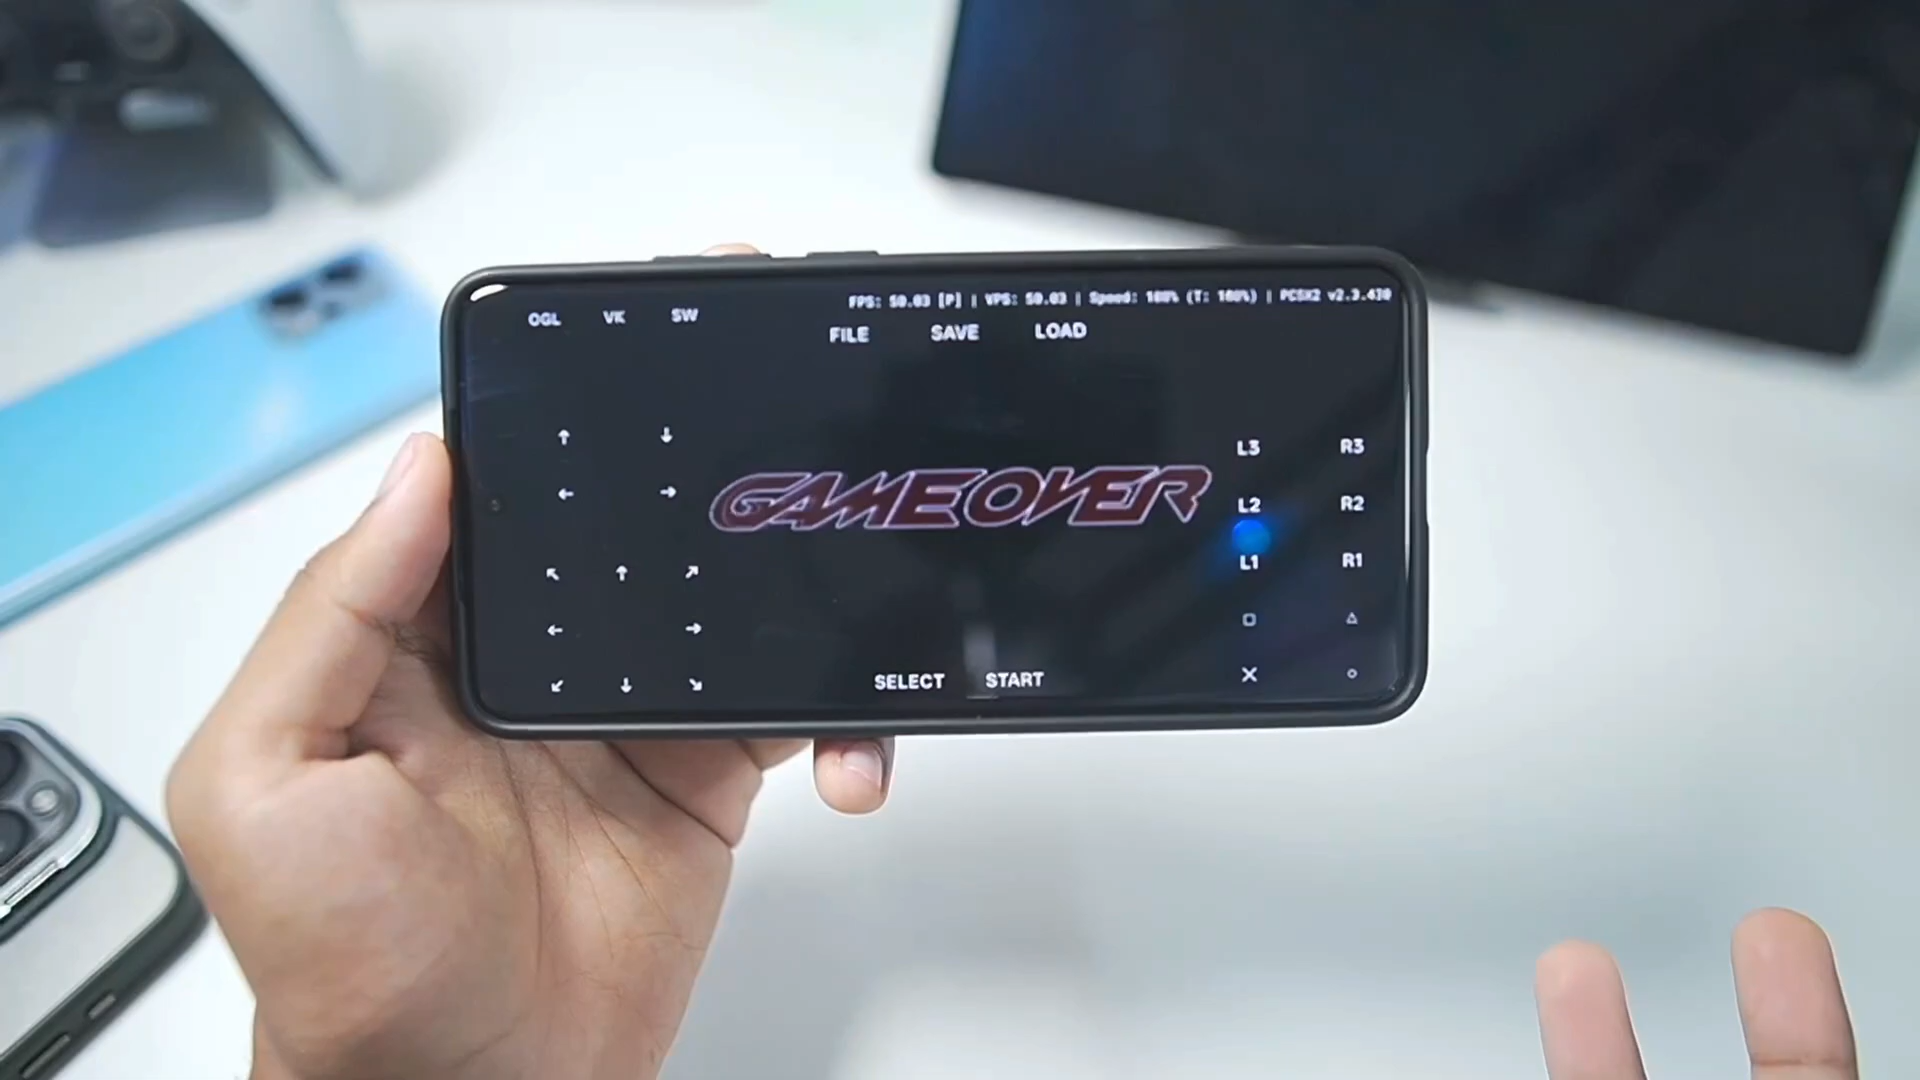 FPS: 50.03 [P] | VPS: 50.03 | Speed: 100% (T: 100%) | PCSX2 v2.3.430
OGL VK SW
FILE SAVE LOAD
↑ ↓
L3 R3
← →
GAME OVER
L2 R2
L1 R1
↖ ↑ ↗
□ △
← →
SELECT START
X ○
↙ ↓ ↘